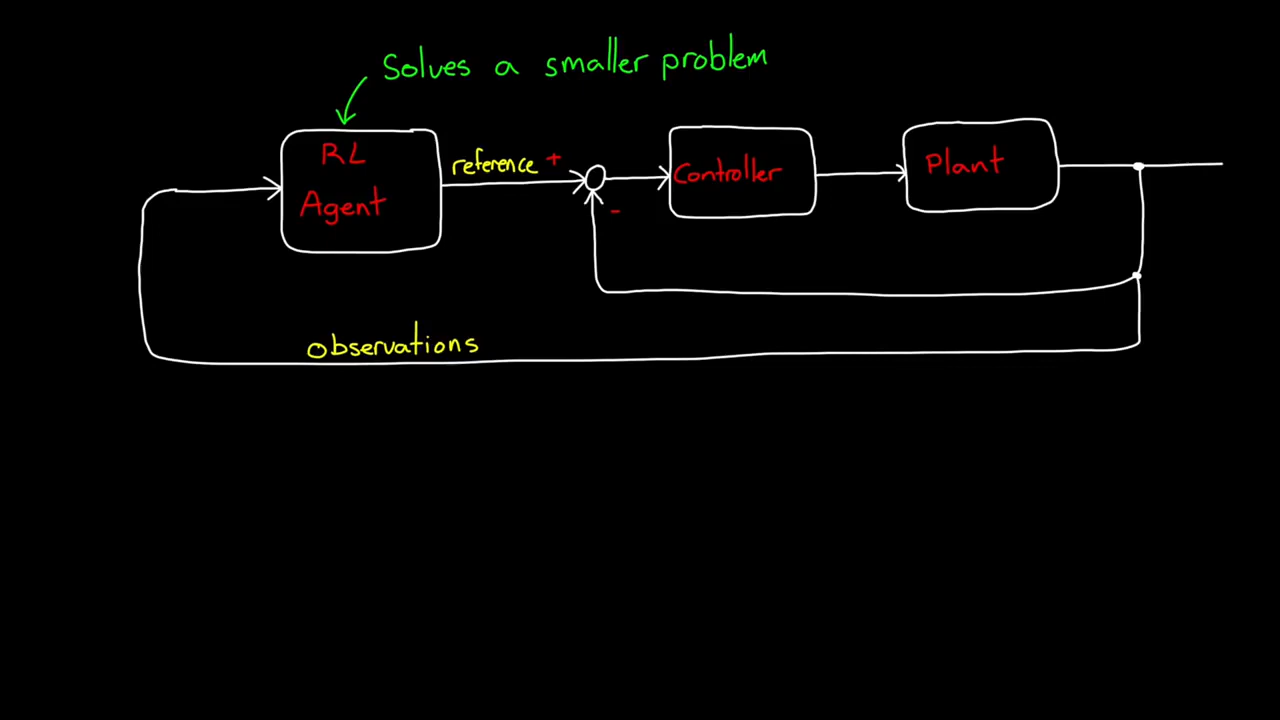 Solves a smaller problem
RL
Agent
reference +
-
Controller
Plant
observations